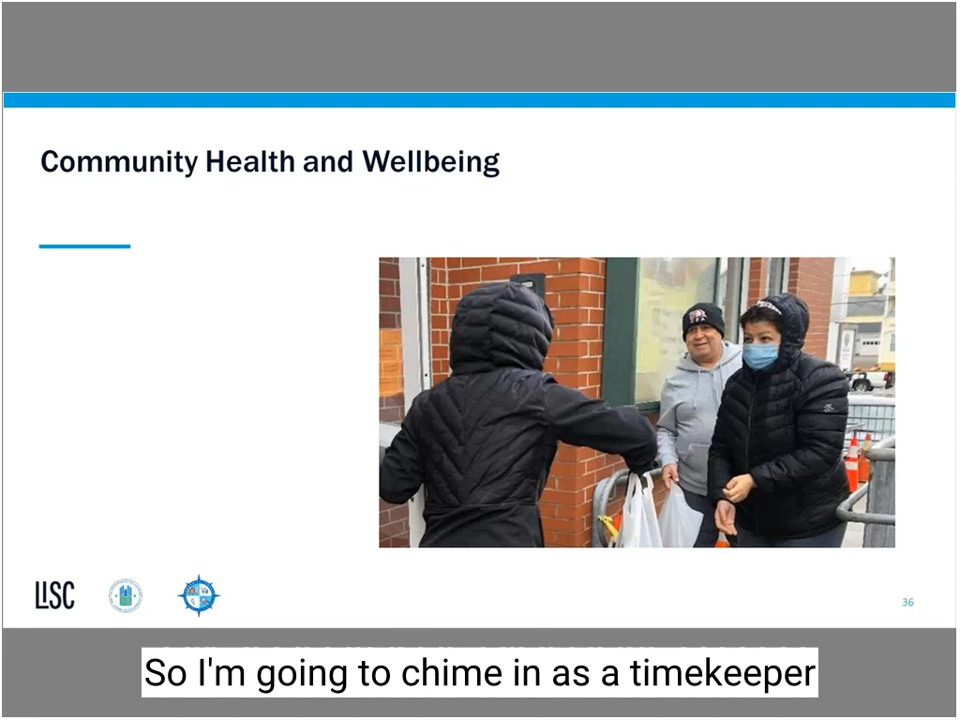 Community Health and Wellbeing
LISC
36
So I'm going to chime in as a timekeeper